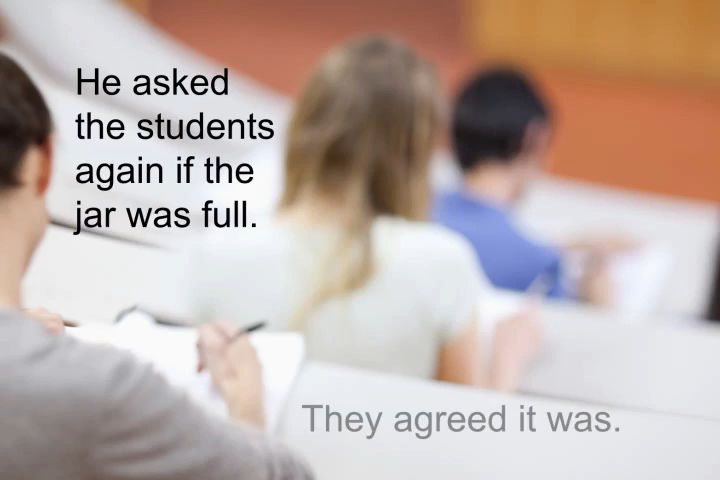 He asked
the students
again if the
jar was full.
They agreed it was.